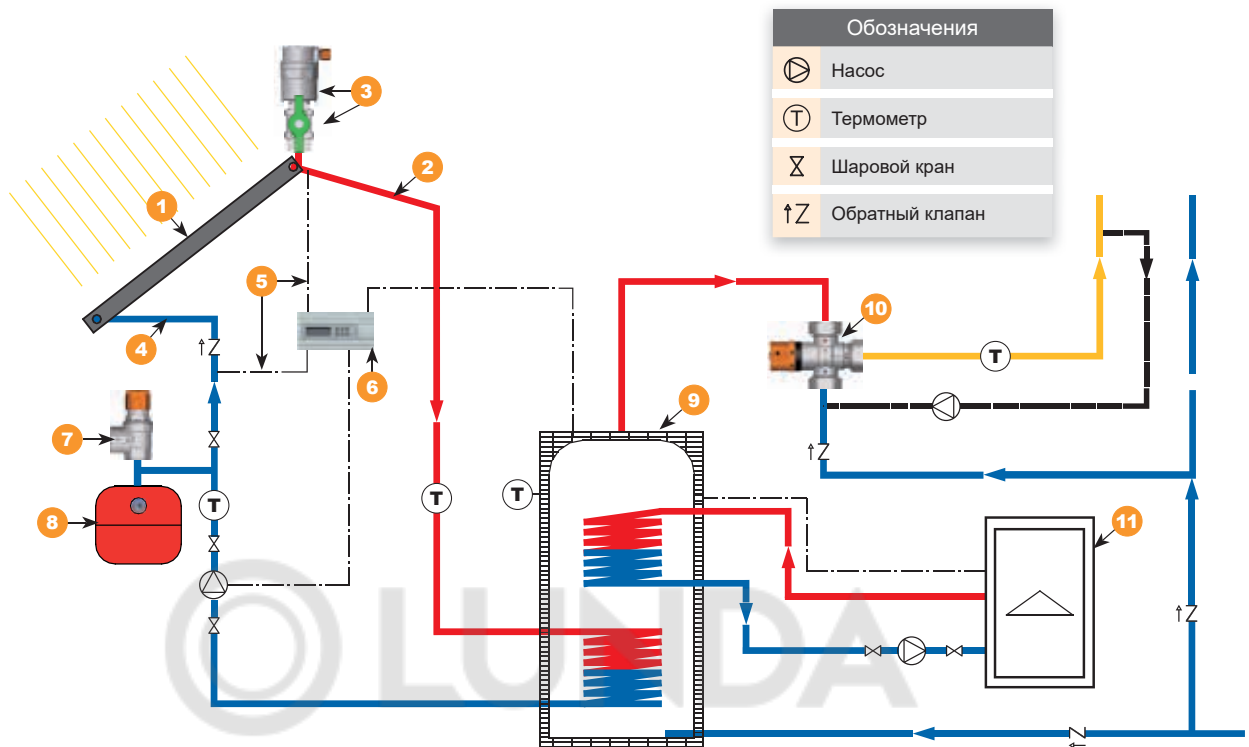 Обозначения
Насос
T Термометр
Шаровой кран
Обратный клапан
3
2
1
5
4
10
6
T
9
7
T
T
T
8
11
LUNDA